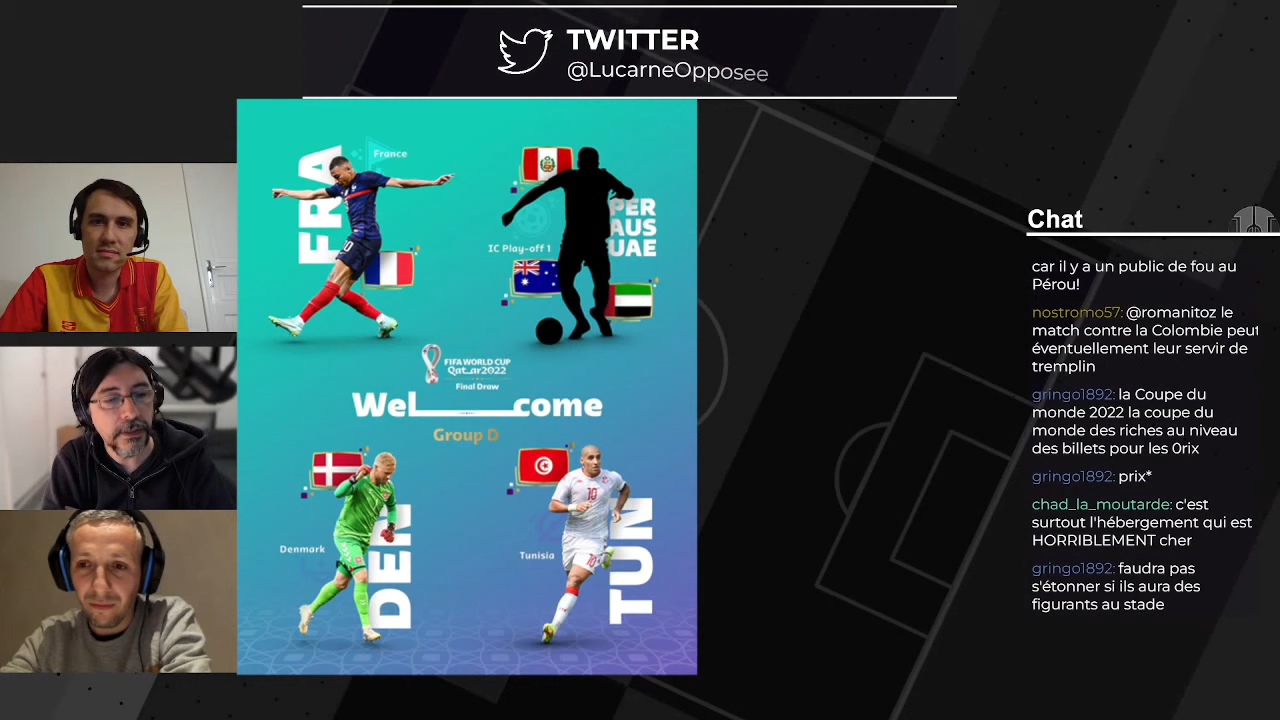 TWITTER
@LucarneOpposee
FRA
France
IC Play-off 1
PER
AUS
UAE
FIFA WORLD CUP
Qatar2022
Final Draw
Wel come
Group D
Denmark
DEN
Tunisia
TUN
10
10
Chat
car il y a un public de fou au
Pérou!
nostromo57: @romanitoz le
match contre la Colombie peut
éventuellement leur servir de
tremplin
gringo1892: la Coupe du
monde 2022 la coupe du
monde des riches au niveau
des billets pour les 0rix
gringo1892: prix*
chad_la_moutarde: c'est
surtout l'hébergement qui est
HORRIBLEMENT cher
gringo1892: faudra pas
s'étonner si ils aura des
figurants au stade